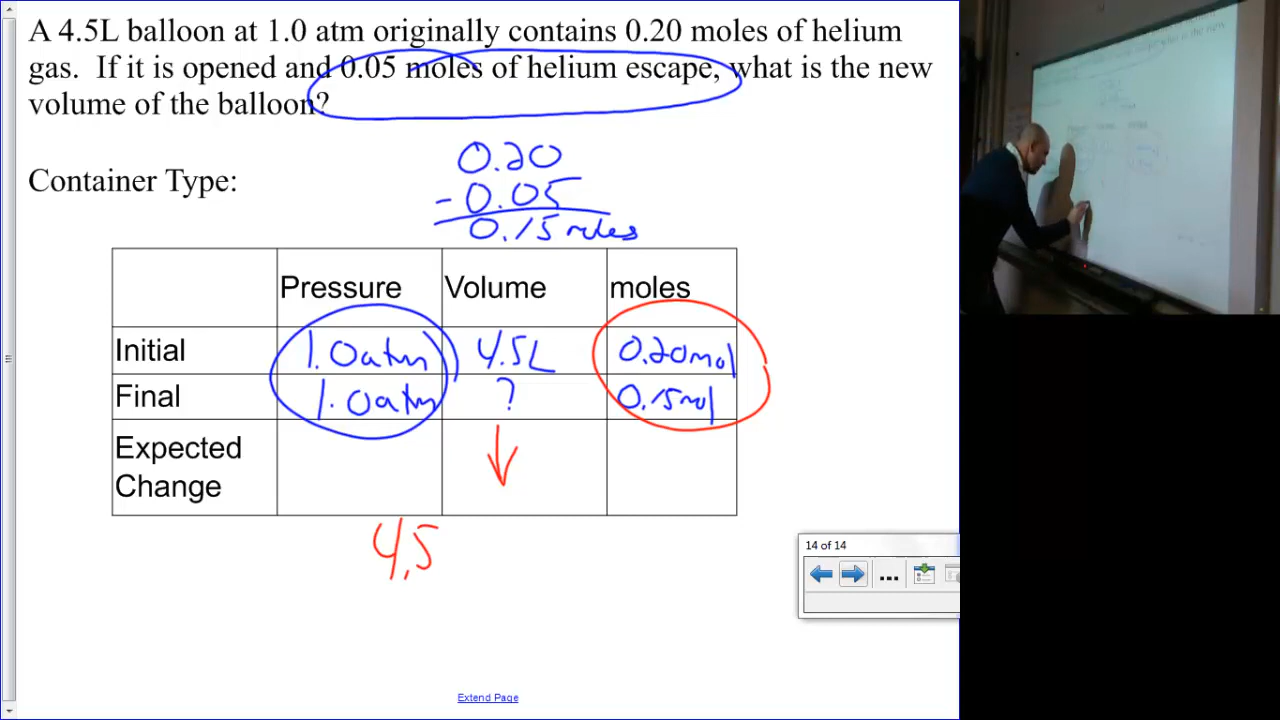 A 4.5L balloon at 1.0 atm originally contains 0.20 moles of helium
gas. If it is opened and 0.05 moles of helium escape, what is the new
volume of the balloon?
0.20
Container Type:
- 0.05
0.15 moles
Pressure Volume moles
Initial 1.0atm 4.5L 0.20mol
Final 1.0atm ? 0.15mol
Expected
Change
4.5
14 of 14
...
Extend Page